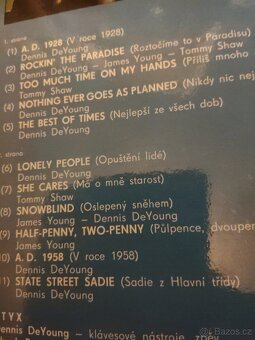 1. strana
(1) A. D. 1928 (V roce 1928)
Dennis DeYoung
(2) ROCKIN' THE PARADISE (Roztočíme to v Paradisu)
Dennis DeYoung - James Young - Tommy Shaw
(3) TOO MUCH TIME ON MY HANDS (Příliš mnoho
Tommy Shaw
(4) NOTHING EVER GOES AS PLANNED (Nikdy nic nej
Dennis DeYoung
(5) THE BEST OF TIMES (Nejlepší ze všech dob)
Dennis DeYoung
2. strana
(6) LONELY PEOPLE (Opuštění lidé)
Dennis DeYoung
(7) SHE CARES (Má o mně starost)
Tommy Shaw
(8) SNOWBLIND (Oslepený sněhem)
James Young - Dennis DeYoung
(9) HALF-PENNY, TWO-PENNY (Půlpence, dvoupen
James Young
(10) A. D. 1958 (V roce 1958)
Dennis DeYoung
(11) STATE STREET SADIE (Sadie z Hlavní třídy)
Dennis DeYoung
STYX
Dennis DeYoung - klávesové nástroje, zpěv
sbazos.cz